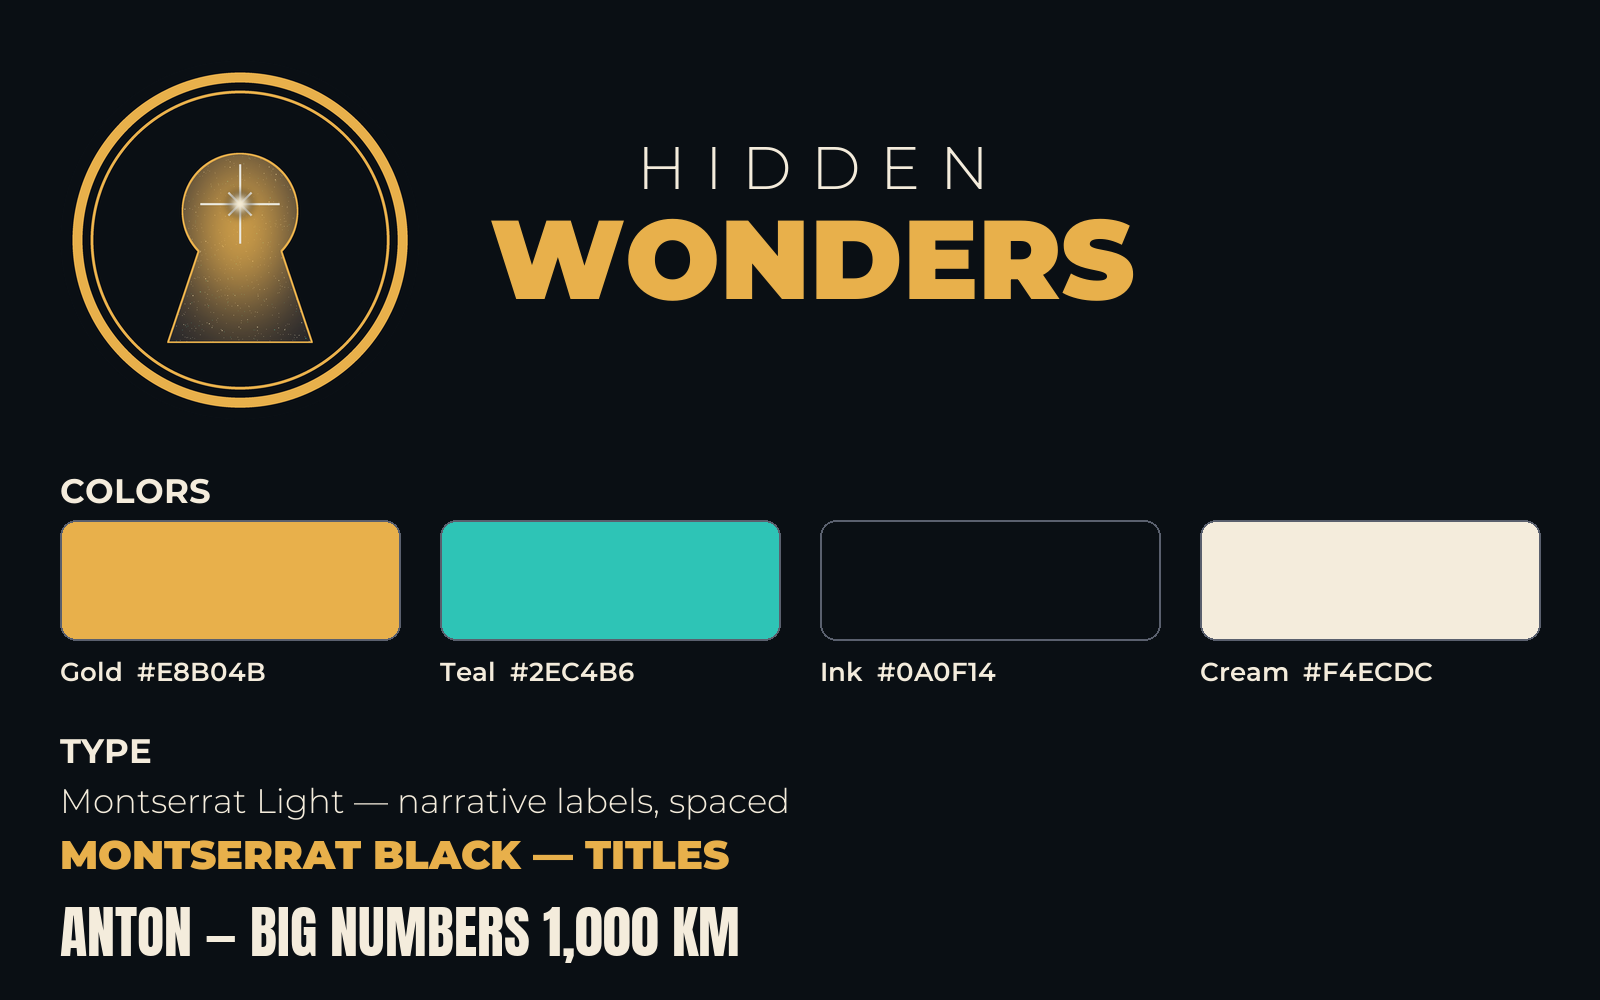 HIDDEN
WONDERS
COLORS
Gold #E8B04B
Teal #2EC4B6
Ink #0A0F14
Cream #F4ECDC
TYPE
Montserrat Light — narrative labels, spaced
MONTSERRAT BLACK — TITLES
ANTON – BIG NUMBERS 1,000 KM